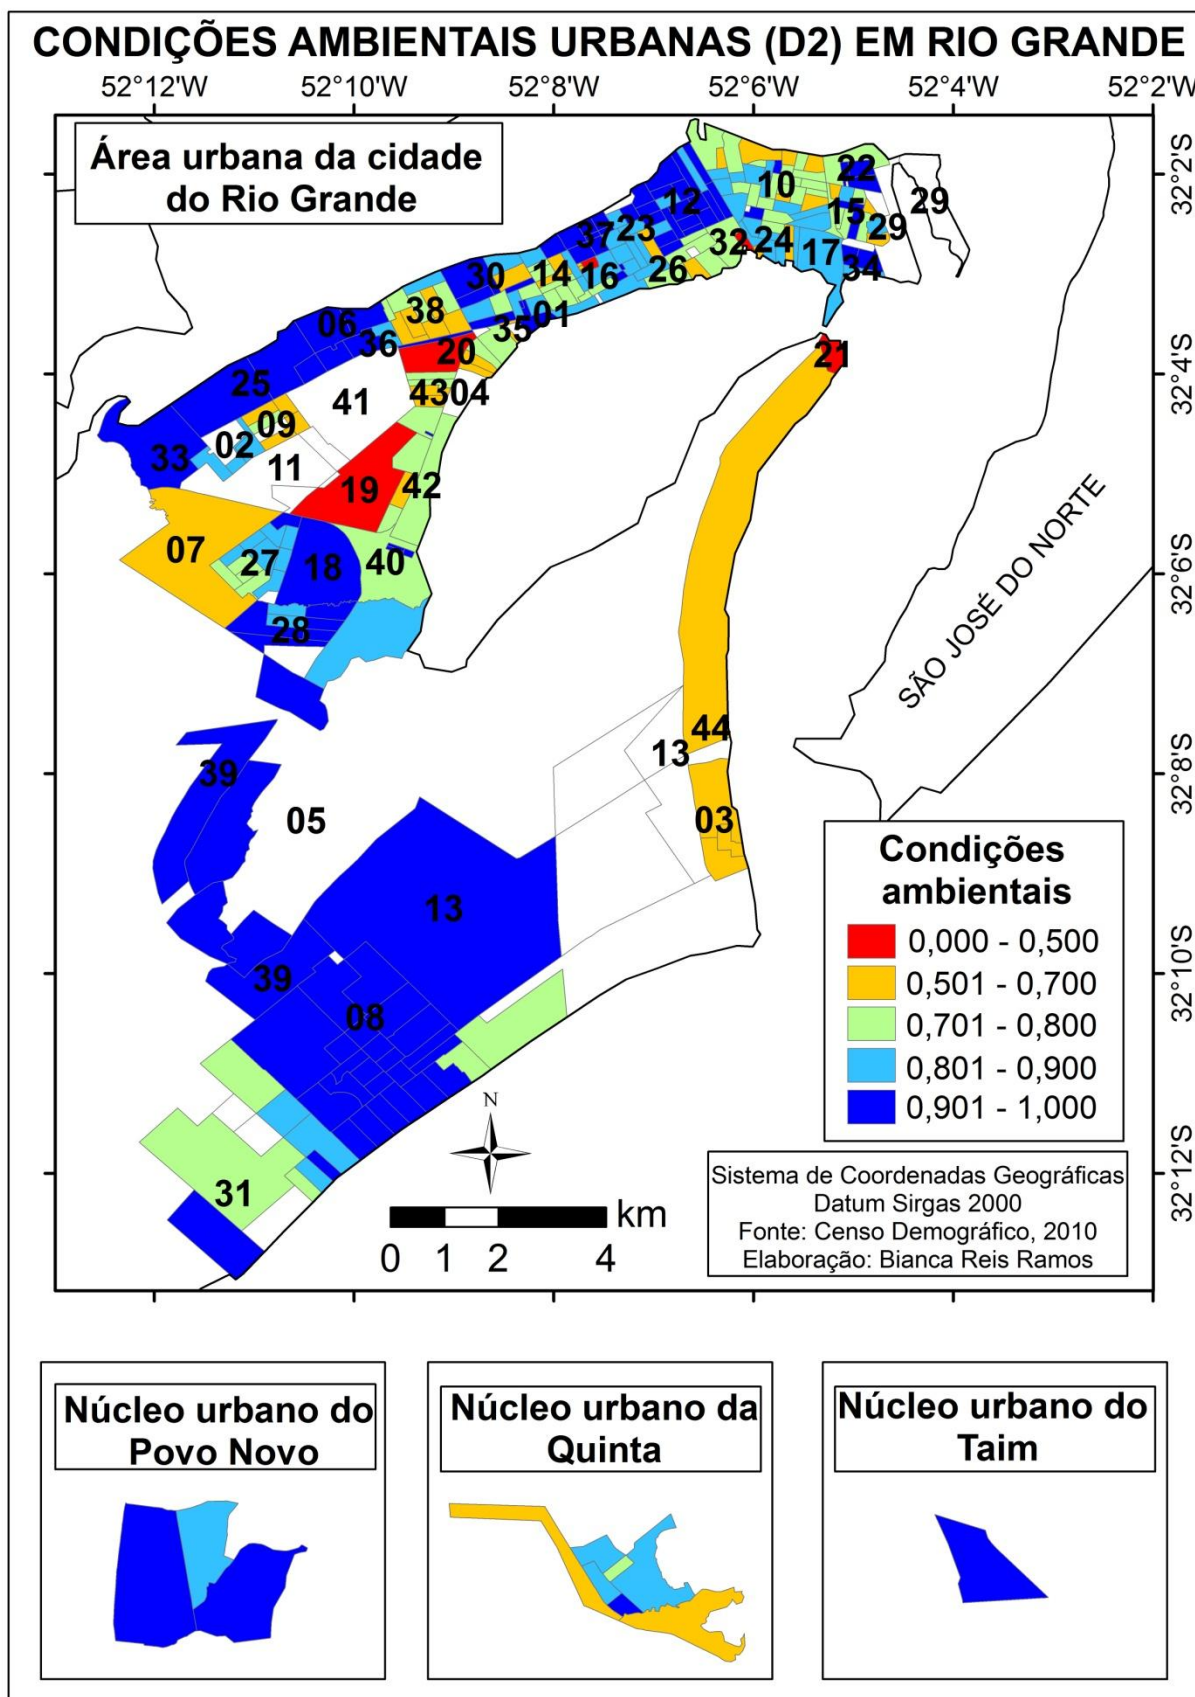 CONDIÇÕES AMBIENTAIS URBANAS (D2) EM RIO GRANDE
52°12'W 52°10'W 52°8'W 52°6'W 52°4'W 52°2'W
Área urbana da cidade
do Rio Grande
32°2'S
32°4'S
32°6'S
32°8'S
32°10'S
32°12'S
22
10
29
12
15
29
37
23
32
24
17
34
30
14
16
26
38
01
06
36
35
20
21
25
41
43
04
09
02
11
33
19
42
07
27
18
40
28
SÃO JOSÉ DO NORTE
44
13
39
05
03
13
39
08
31
Condições
ambientais
0,000 - 0,500
0,501 - 0,700
0,701 - 0,800
0,801 - 0,900
0,901 - 1,000
N
km
0 1 2 4
Sistema de Coordenadas Geográficas
Datum Sirgas 2000
Fonte: Censo Demográfico, 2010
Elaboração: Bianca Reis Ramos
Núcleo urbano do
Povo Novo
Núcleo urbano da
Quinta
Núcleo urbano do
Taim